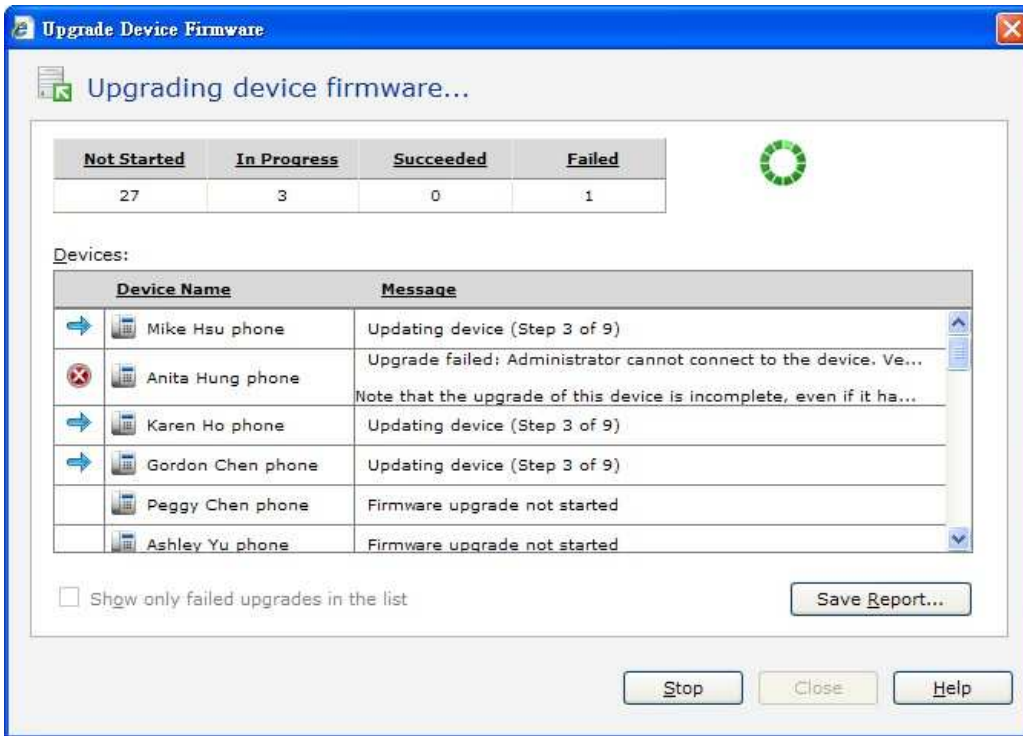 Upgrade Device Firmware
Upgrading device firmware...
Not Started In Progress Succeeded Failed
27 3 0 1
Devices:
Device Name Message
Mike Hsu phone Updating device (Step 3 of 9)
Upgrade failed: Administrator cannot connect to the device. Ve...
Anita Hung phone
Note that the upgrade of this device is incomplete, even if it ha...
Karen Ho phone Updating device (Step 3 of 9)
Gordon Chen phone Updating device (Step 3 of 9)
Peggy Chen phone Firmware upgrade not started
Ashley Yu phone Firmware upgrade not started
Show only failed upgrades in the list
Save Report...
Stop Close Help